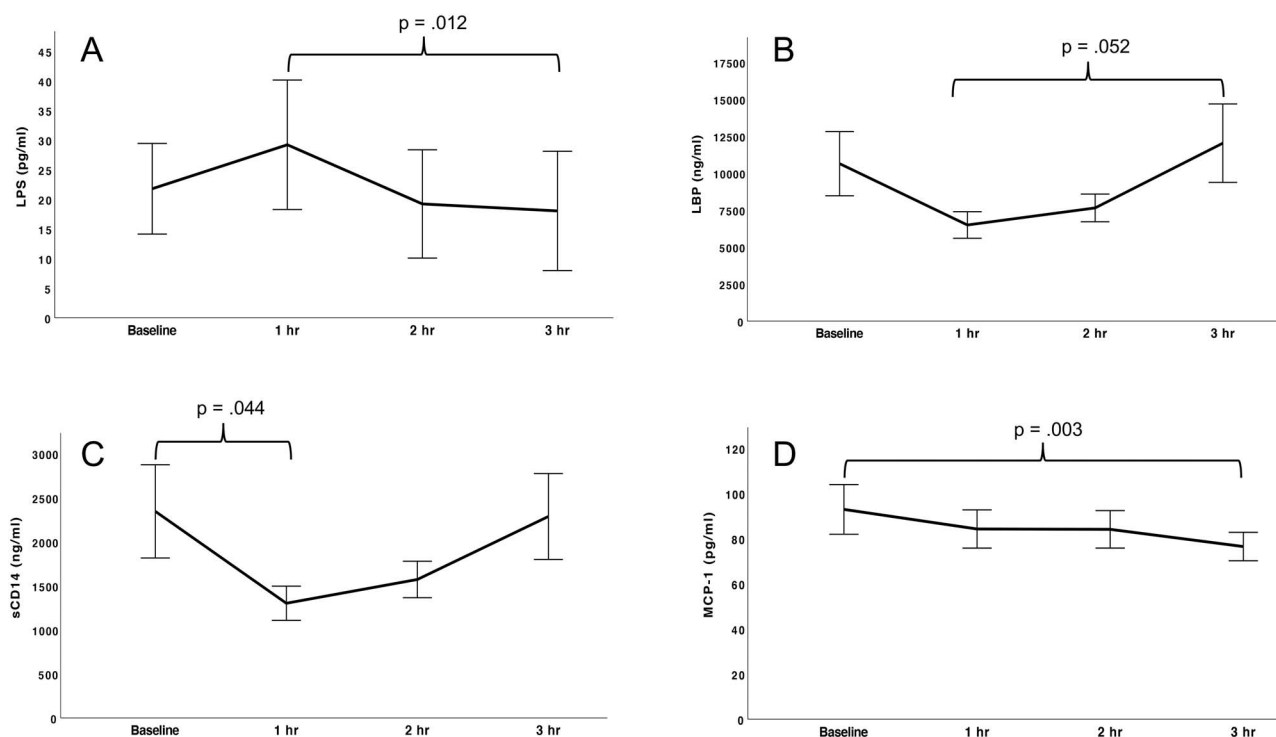 A
p = .012
LPS (pg/ml)
45
40
35
30
25
20
15
10
5
0
Baseline 1 hr 2 hr 3 hr
B
p = .052
LBP (ng/ml)
17500
15000
12500
10000
7500
5000
2500
0
Baseline 1 hr 2 hr 3 hr
C
p = .044
sCD14 (ng/ml)
3000
2500
2000
1500
1000
500
0
Baseline 1 hr 2 hr 3 hr
D
p = .003
MCP-1 (pg/ml)
120
100
80
60
40
20
0
Baseline 1 hr 2 hr 3 hr